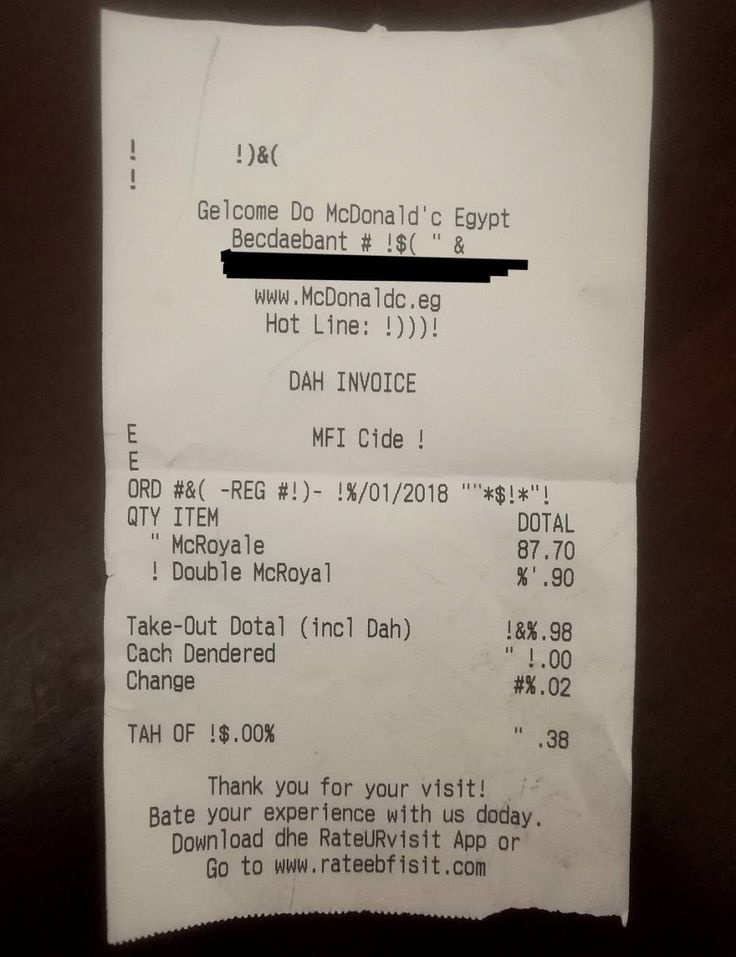 ! !)&(
!
Gelcome Do McDonald'c Egypt
Becdaebant # !$( " &
www.McDonaldc.eg
Hot Line: !)))!
DAH INVOICE
E MFI Cide !
E
ORD #&( -REG #!)- !%/01/2018 ""*$!*"!
QTY ITEM DOTAL
" McRoyale 87.70
! Double McRoyal %'.90
Take-Out Dotal (incl Dah) !&%.98
Cach Dendered " !.00
Change #%.02
TAH OF !$.00% " .38
Thank you for your visit!
Bate your experience with us doday.
Download dhe RateURvisit App or
Go to www.rateebfisit.com